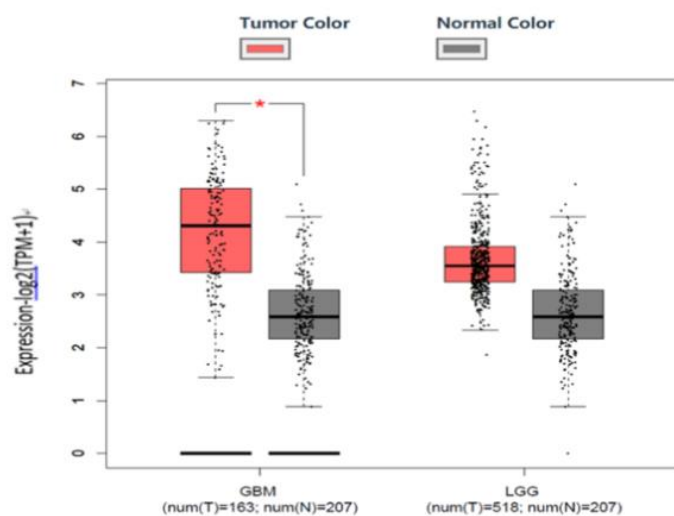 Tumor Color Normal Color
7
6
5
4
3
2
1
0
Expression-log2(TPM+1)
*
GBM LGG
(num(T)=163; num(N)=207) (num(T)=518; num(N)=207)